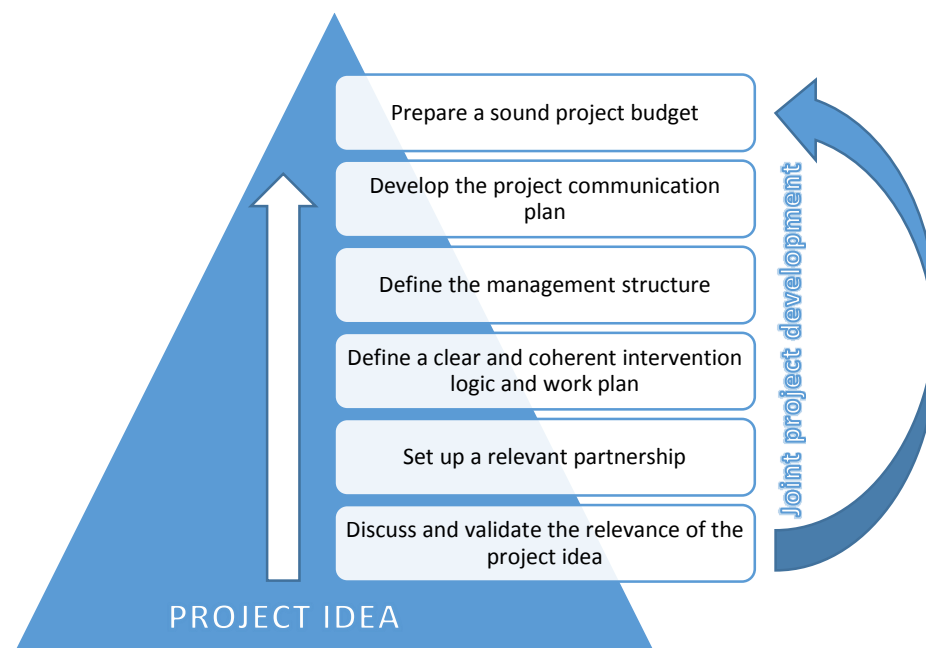 Prepare a sound project budget
Develop the project communication
plan
Define the management structure
Define a clear and coherent intervention
logic and work plan
Set up a relevant partnership
Discuss and validate the relevance of the
project idea
PROJECT IDEA
Joint project development